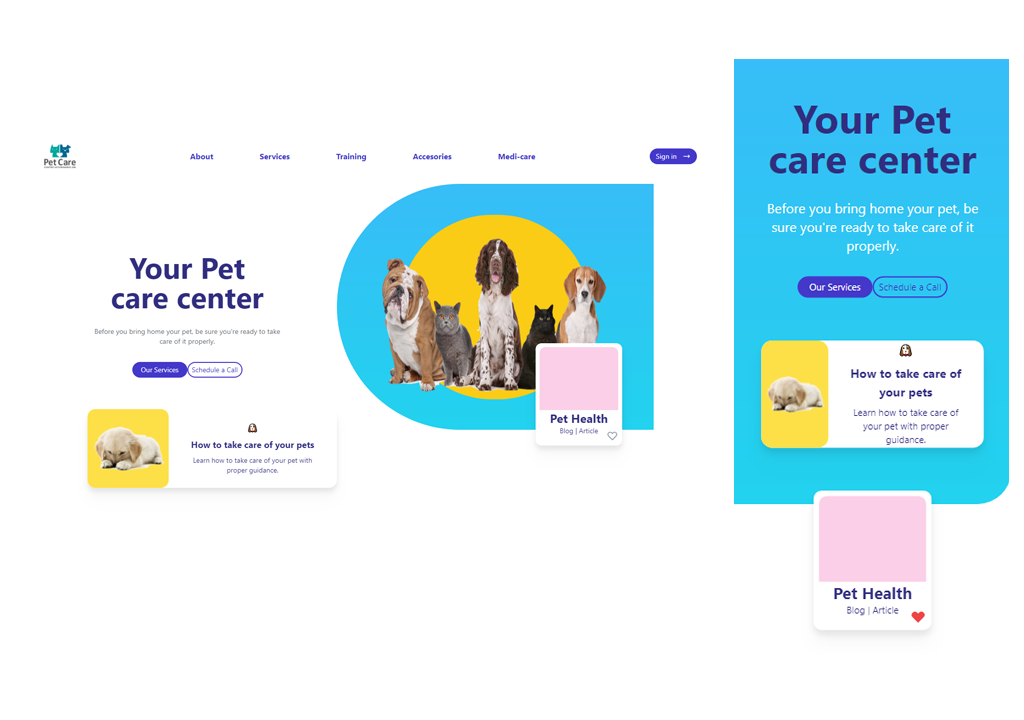 Pet Care
About
Services
Training
Accesories
Medi-care
Sign in →
Your Pet
care center
Before you bring home your pet, be sure you're ready to take
care of it properly.
Our Services
Schedule a Call
How to take care of your pets
Learn how to take care of your pet with
proper guidance.
Pet Health
Blog | Article
Your Pet
care center
Before you bring home your pet, be
sure you're ready to take care of it
properly.
Our Services
Schedule a Call
How to take care of
your pets
Learn how to take care of
your pet with proper
guidance.
Pet Health
Blog | Article